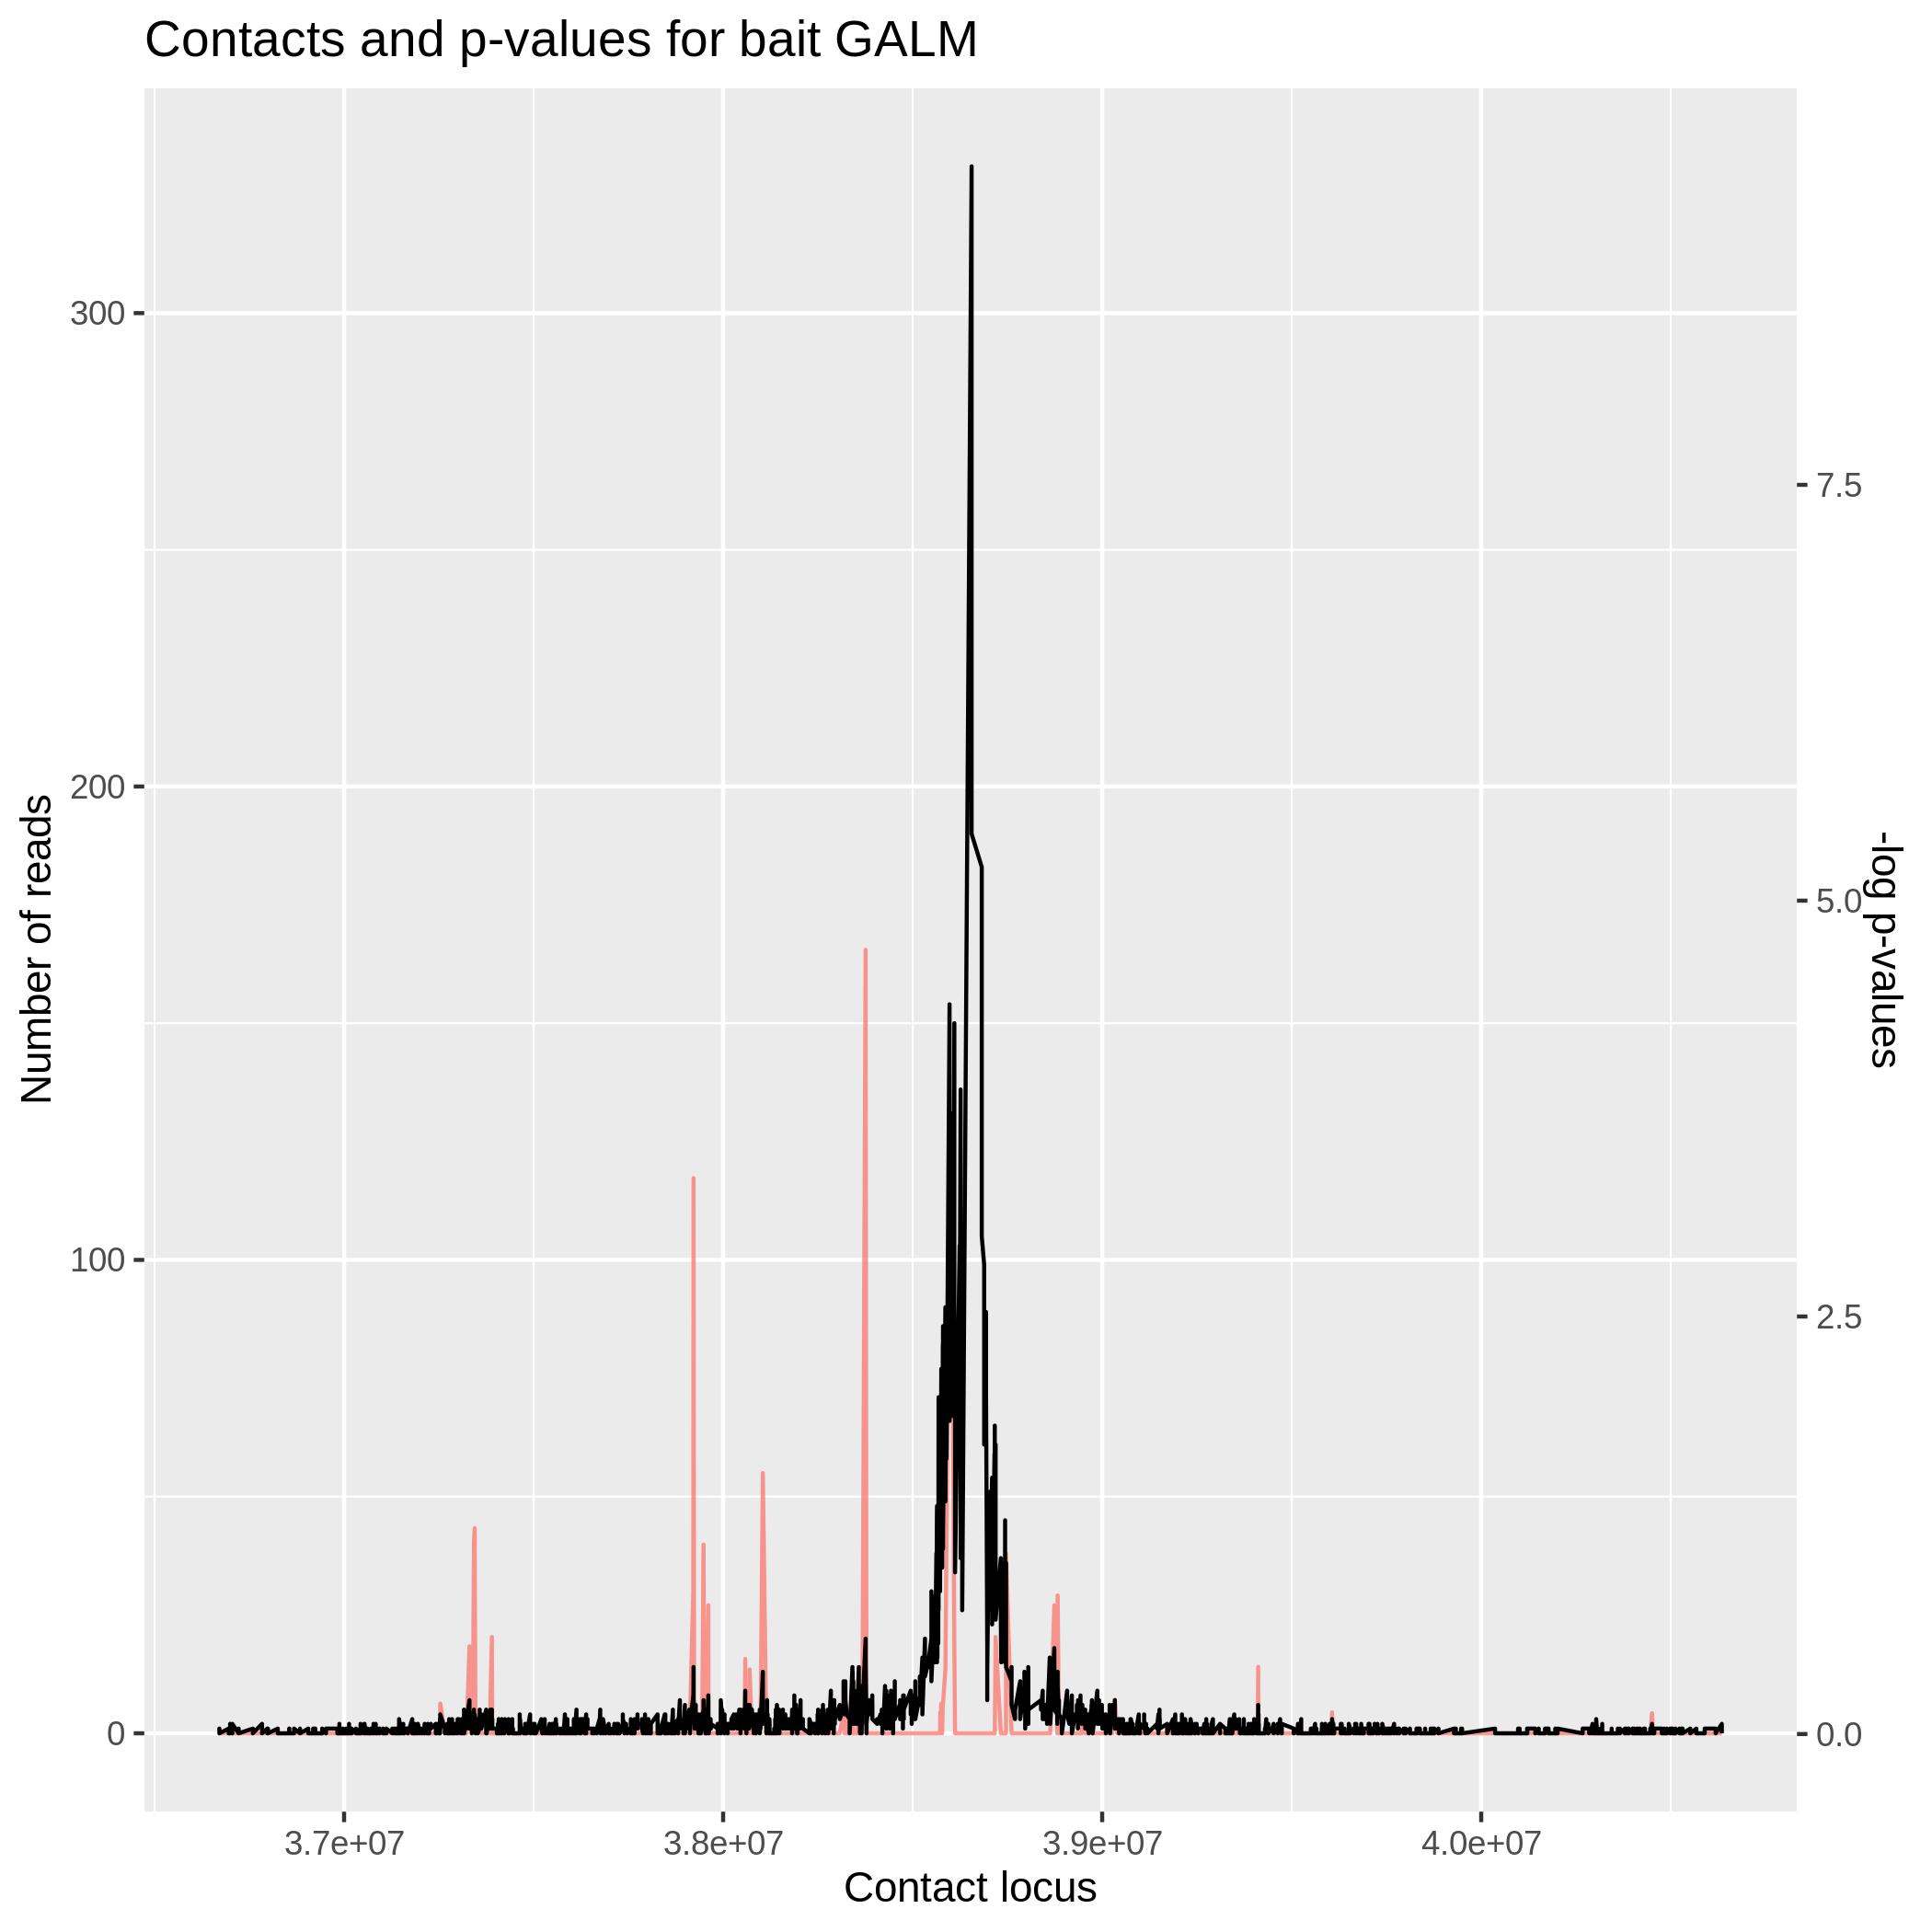 Contacts and p-values for bait GALM
Number of reads
300
200
100
0
7.5
5.0
2.5
0.0
-log p-values
3.7e+07
3.8e+07
3.9e+07
4.0e+07
Contact locus